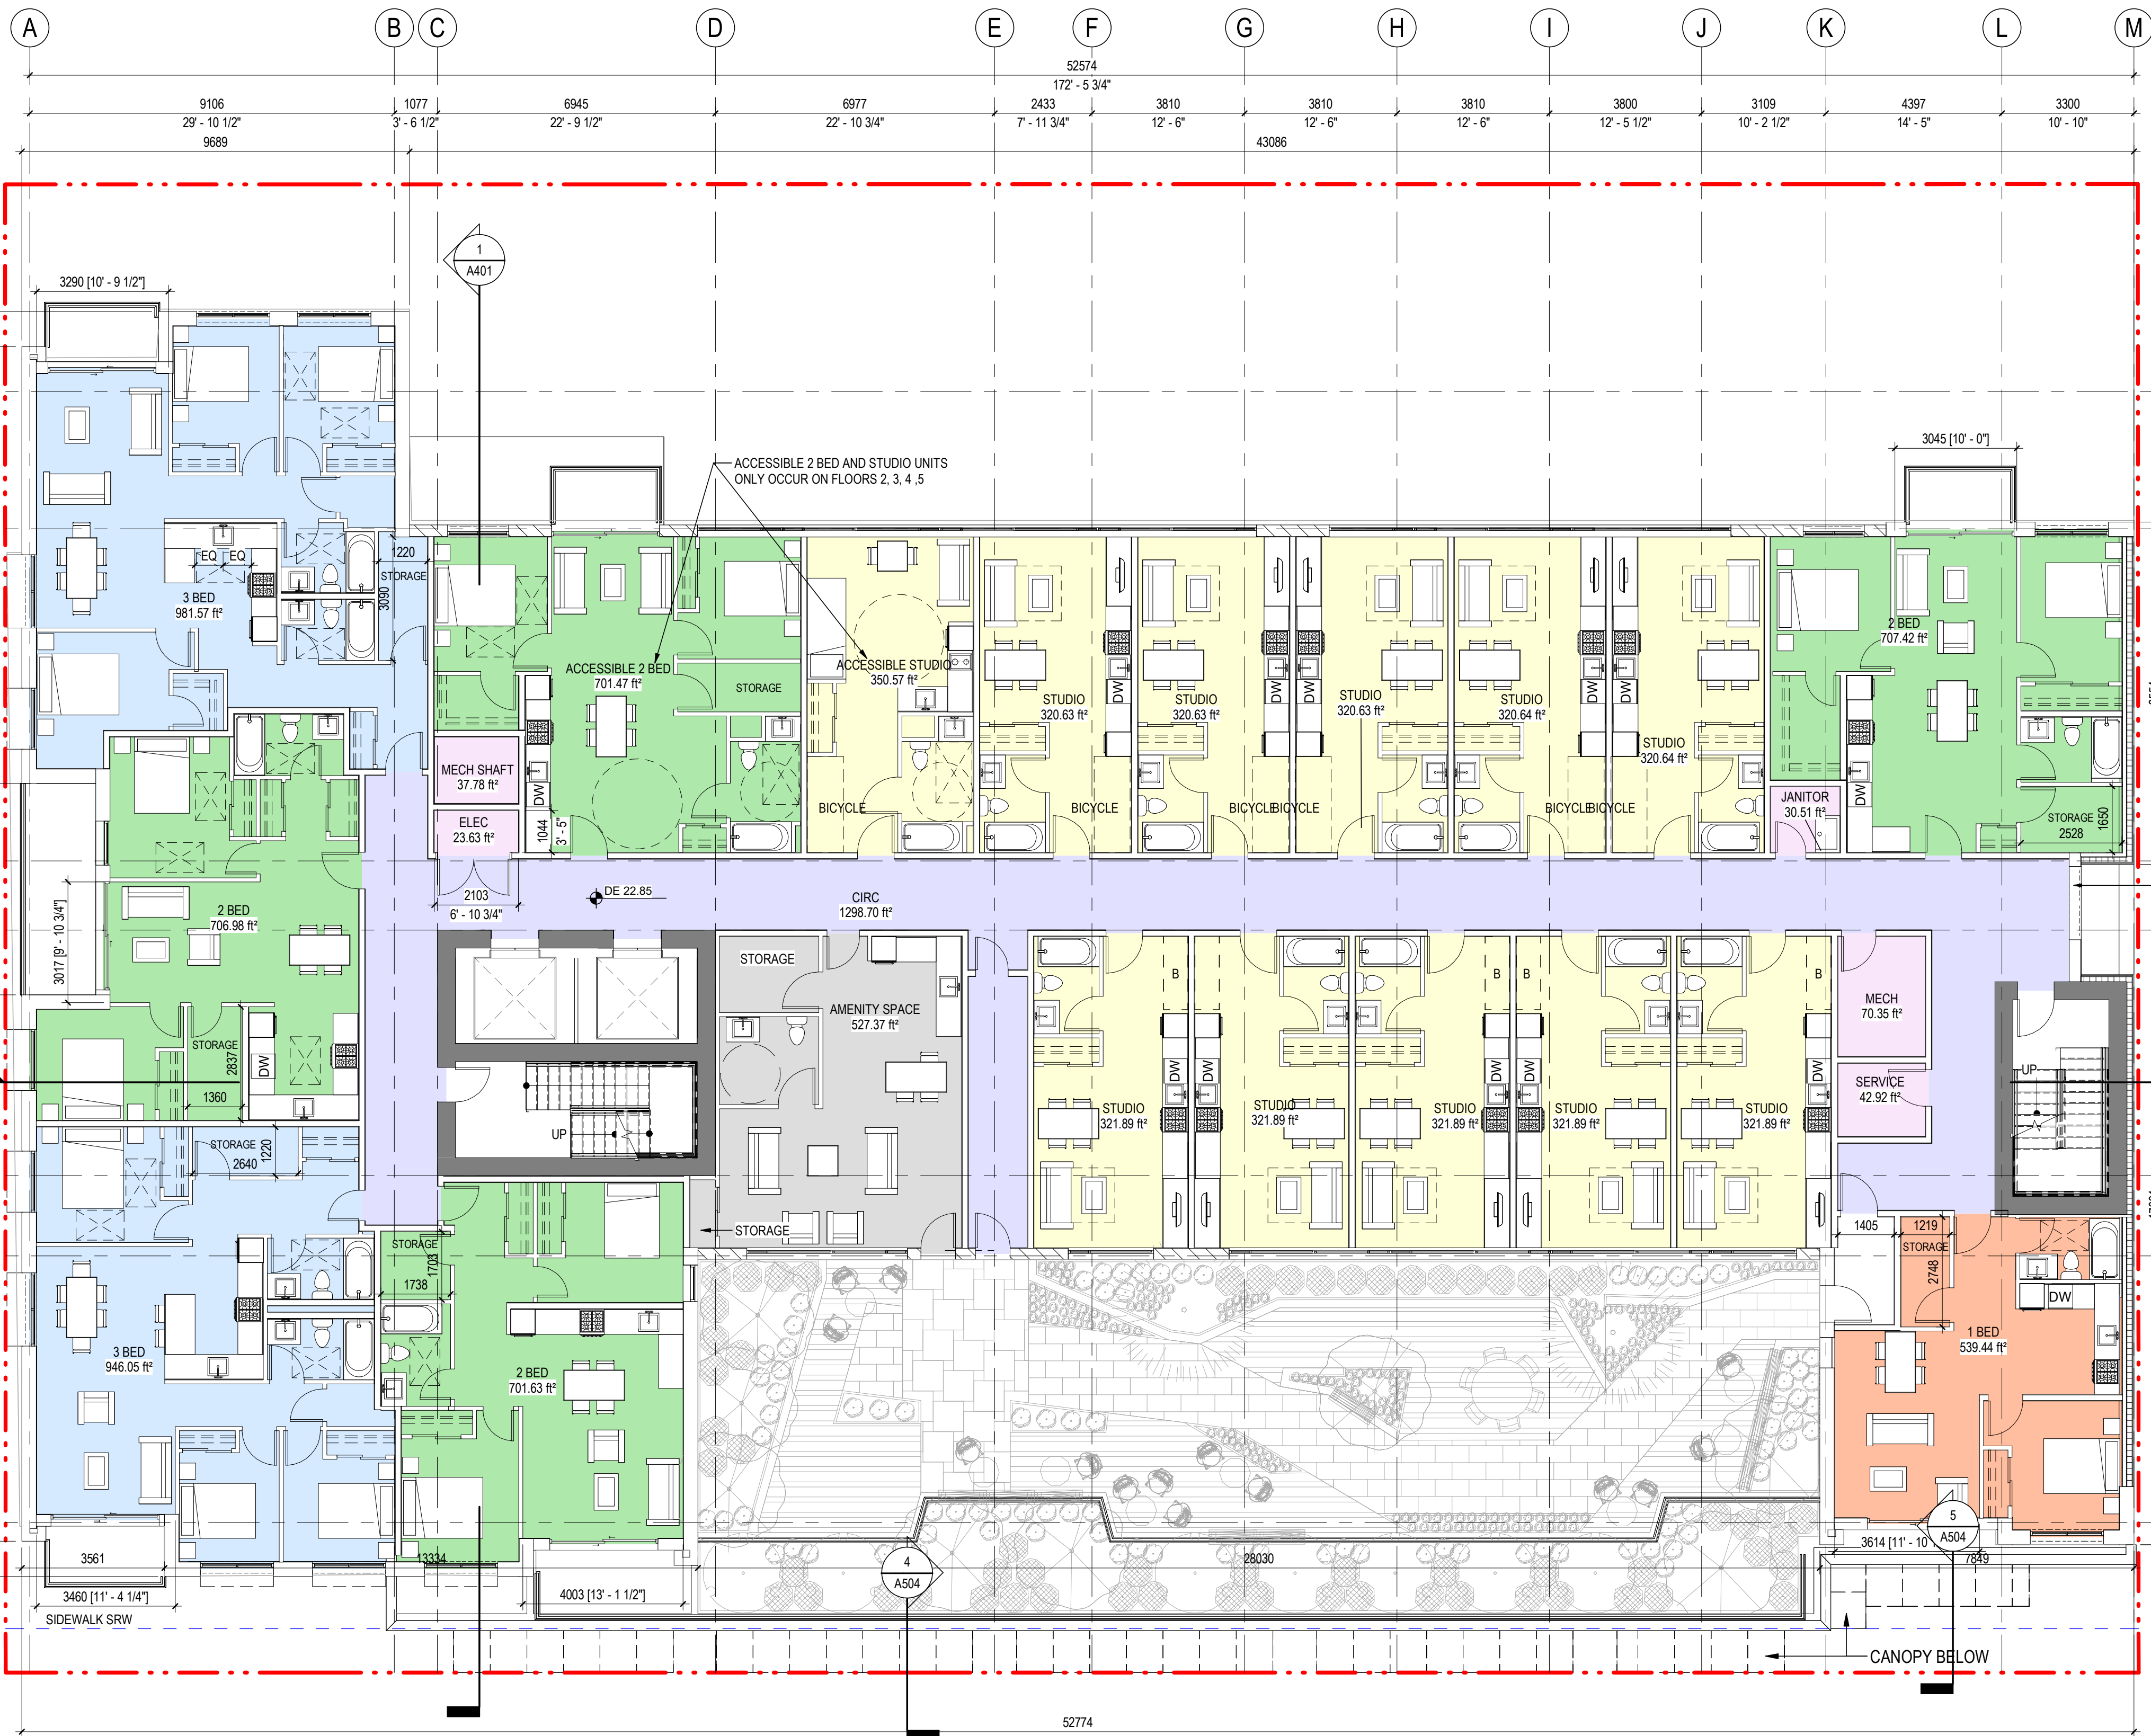 A B C D E F G H I J K L M
52574
172' - 5 3/4"
9106 1077 6945 6977 2433 3810 3810 3810 3800 3109 4397 3300
29' - 10 1/2" 3' - 6 1/2" 22' - 9 1/2" 22' - 10 3/4" 7' - 11 3/4" 12' - 6" 12' - 6" 12' - 6" 12' - 5 1/2" 10' - 2 1/2" 14' - 5" 10' - 10"
9689 43086
1
A401
3290 [10' - 9 1/2"]
3045 [10' - 0"]
ACCESSIBLE 2 BED AND STUDIO UNITS
ONLY OCCUR ON FLOORS 2, 3, 4 ,5
EQ EQ
1220
STORAGE
3090
3 BED
981.57 ft²
ACCESSIBLE 2 BED
701.47 ft²
STORAGE
ACCESSIBLE STUDIO
350.57 ft²
STUDIO
320.63 ft²
STUDIO
320.63 ft²
STUDIO
320.63 ft²
STUDIO
320.64 ft²
STUDIO
320.64 ft²
2 BED
707.42 ft²
DW DW DW DW DW
MECH SHAFT
37.78 ft²
ELEC
23.63 ft²
DW
1044
3' - 5"
BICYCLE BICYCLE BICYCLE BICYCLE BICYCLE BICYCLE
JANITOR
30.51 ft²
DW
STORAGE
2528
1650
2103
6' - 10 3/4"
DE 22.85
CIRC
1298.70 ft²
2 BED
706.98 ft²
3017 [9' - 10 3/4"]
STORAGE
2837
1360
DW
STORAGE
AMENITY SPACE
527.37 ft²
B B B B
MECH
70.35 ft²
SERVICE
42.92 ft²
UP
DW DW DW DW DW
STUDIO
321.89 ft²
STUDIO
321.89 ft²
STUDIO
321.89 ft²
STUDIO
321.89 ft²
STUDIO
321.89 ft²
UP
STORAGE
2640
1220
STORAGE
STORAGE
1703
1738
1405 1219
STORAGE
2748
DW
1 BED
539.44 ft²
3 BED
946.05 ft²
2 BED
701.63 ft²
3561
3460 [11' - 4 1/4"]
13334
4003 [13' - 1 1/2"]
4
A504
28030
5
A504
3614 [11' - 10
7849
SIDEWALK SRW
CANOPY BELOW
52774